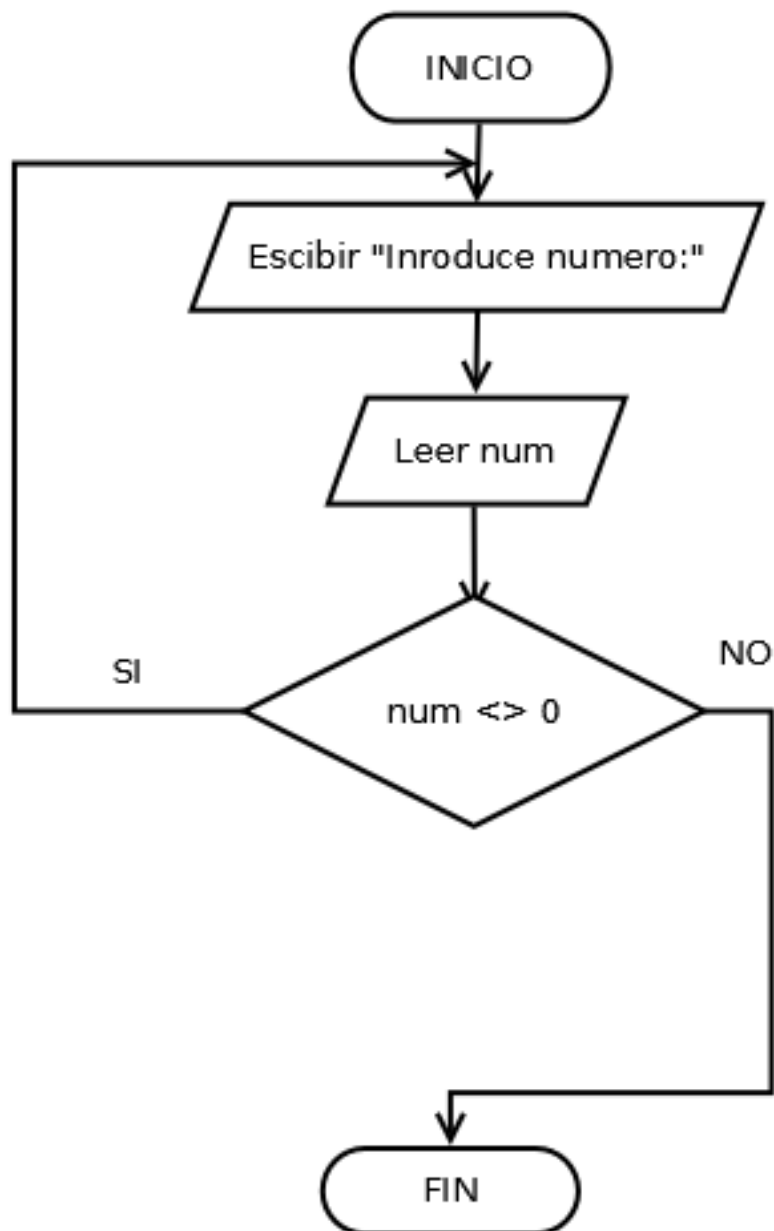 INICIO
Escibir "Inroduce numero:"
Leer num
SI
NO
num <> 0
FIN